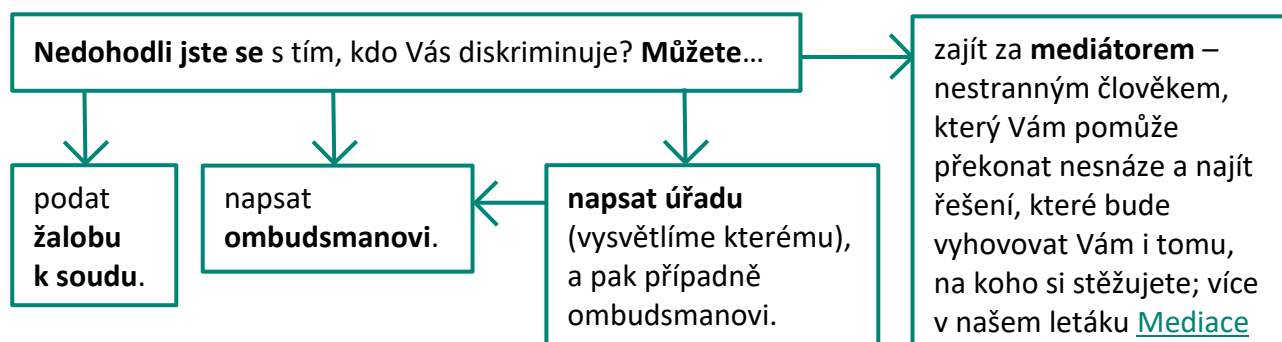 Nedohodli jste se s tím, kdo Vás diskriminuje? Můžete…
podat
žalobu
k soudu.
napsat
ombudsmanovi.
napsat úřadu
(vysvětlíme kterému),
a pak případně
ombudsmanovi.
zajít za mediátorem –
nestranným člověkem,
který Vám pomůže
překonat nesnáze a najít
řešení, které bude
vyhovovat Vám i tomu,
na koho si stěžujete; více
v našem letáku Mediace